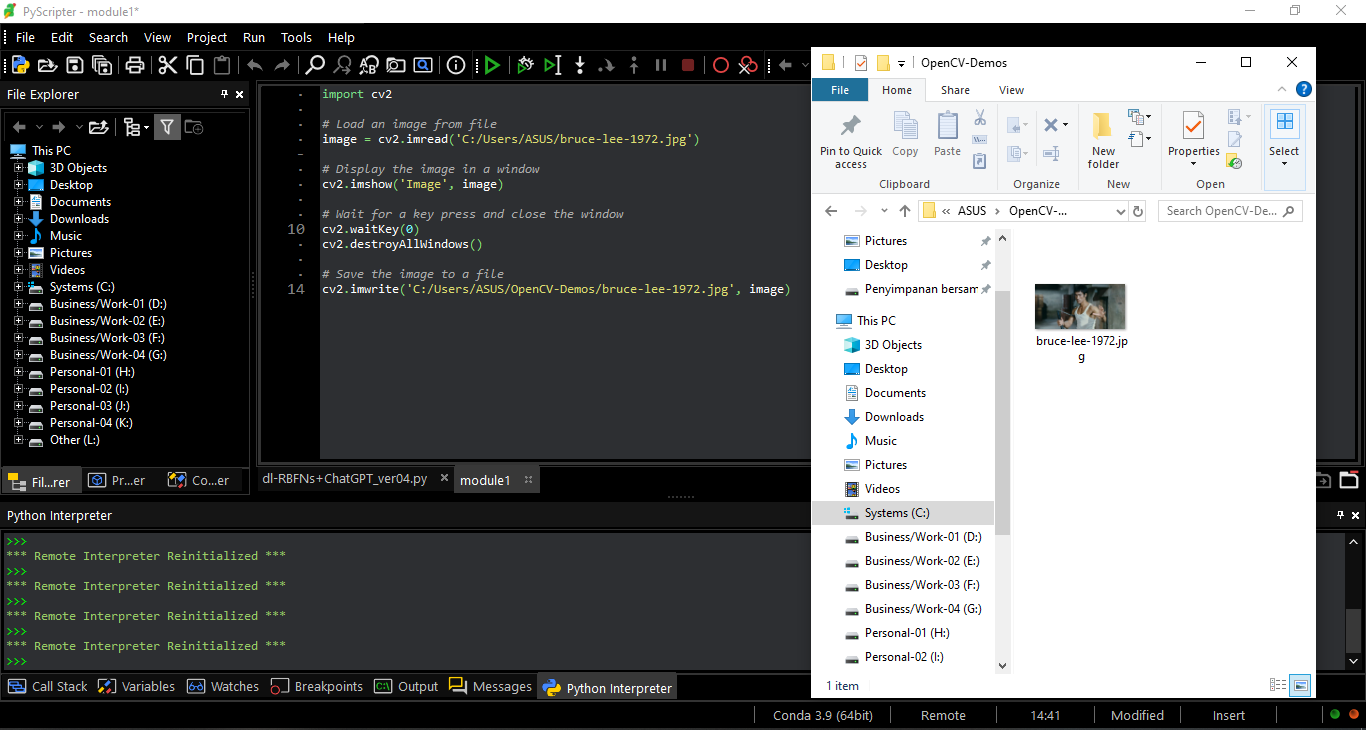 PyScripter - module1*
File Edit Search View Project Run Tools Help
File Explorer
This PC
3D Objects
Desktop
Documents
Downloads
Music
Pictures
Videos
Systems (C:)
Business/Work-01 (D:)
Business/Work-02 (E:)
Business/Work-03 (F:)
Business/Work-04 (G:)
Personal-01 (H:)
Personal-02 (I:)
Personal-03 (J:)
Personal-04 (K:)
Other (L:)
Fil...rer Pr...er Co...er
import cv2
# Load an image from file
image = cv2.imread('C:/Users/ASUS/bruce-lee-1972.jpg')
# Display the image in a window
cv2.imshow('Image', image)
# Wait for a key press and close the window
10 cv2.waitKey(0)
cv2.destroyAllWindows()
# Save the image to a file
14 cv2.imwrite('C:/Users/ASUS/OpenCV-Demos/bruce-lee-1972.jpg', image)
dl-RBFNs+ChatGPT_ver04.py module1
OpenCV-Demos
File Home Share View
Pin to Quick access
Copy
Paste
Clipboard
Organize
New folder
New
Properties
Open
Select
« ASUS › OpenCV-...
Search OpenCV-De...
Pictures
Desktop
Penyimpanan bersam
This PC
3D Objects
Desktop
Documents
Downloads
Music
Pictures
Videos
Systems (C:)
Business/Work-01 (D:)
Business/Work-02 (E:)
Business/Work-03 (F:)
Business/Work-04 (G:)
Personal-01 (H:)
Personal-02 (I:)
bruce-lee-1972.jp
g
1 item
Python Interpreter
>>>
*** Remote Interpreter Reinitialized ***
>>>
*** Remote Interpreter Reinitialized ***
>>>
*** Remote Interpreter Reinitialized ***
>>>
*** Remote Interpreter Reinitialized ***
>>>
Call Stack Variables Watches Breakpoints Output Messages Python Interpreter
Conda 3.9 (64bit) Remote 14:41 Modified Insert